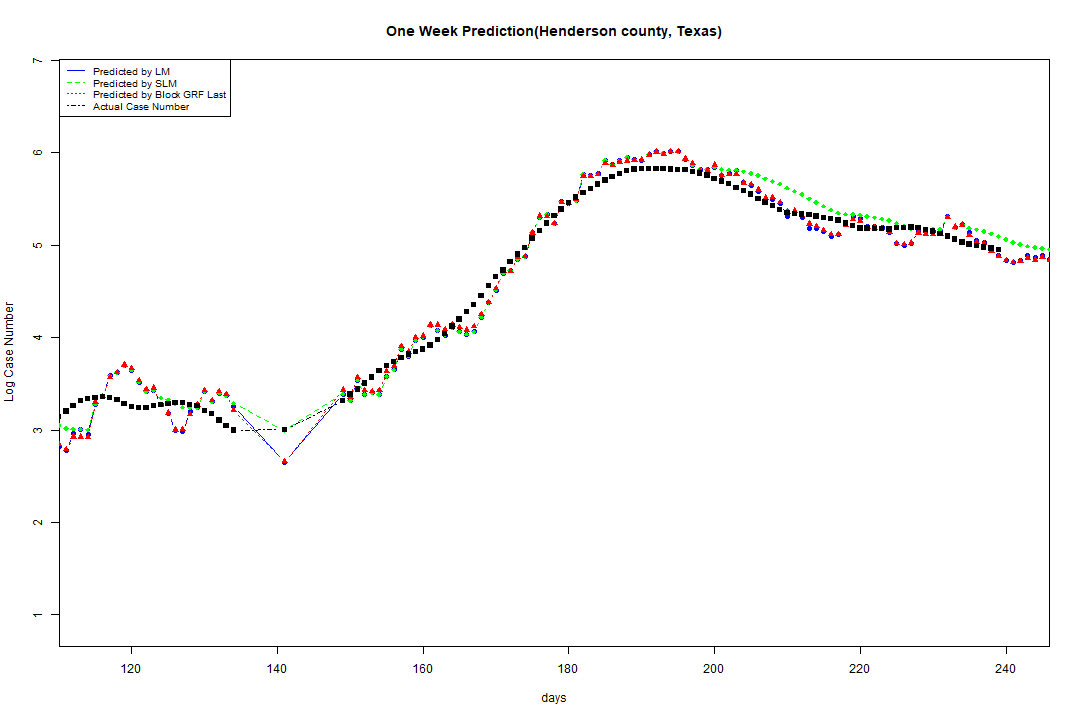 One Week Prediction(Henderson county, Texas)
7
Predicted by LM
Predicted by SLM
Predicted by Block GRF Last
Actual Case Number
6
5
4
Log Case Number
3
2
1
120 140 160 180 200 220 240
days